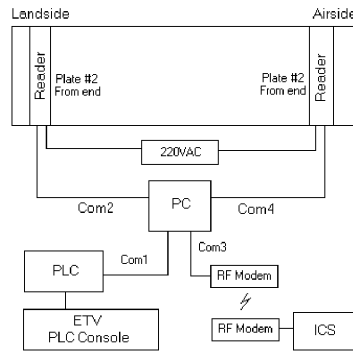 Landside
Airside
Reader
Plate #2
From end
Plate #2
From end
Reader
220VAC
Com2
PC
Com4
Com1
Com3
PLC
RF Modem
ETV
PLC Console
RF Modem
ICS